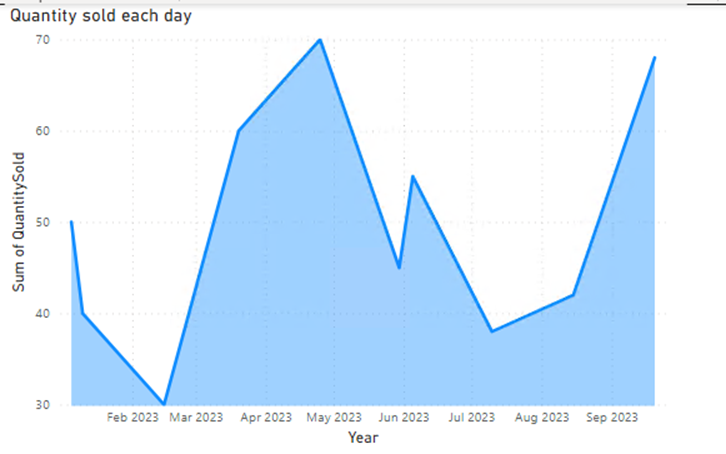 Quantity sold each day
70
60
50
40
30
Sum of QuantitySold
Feb 2023 Mar 2023 Apr 2023 May 2023 Jun 2023 Jul 2023 Aug 2023 Sep 2023
Year